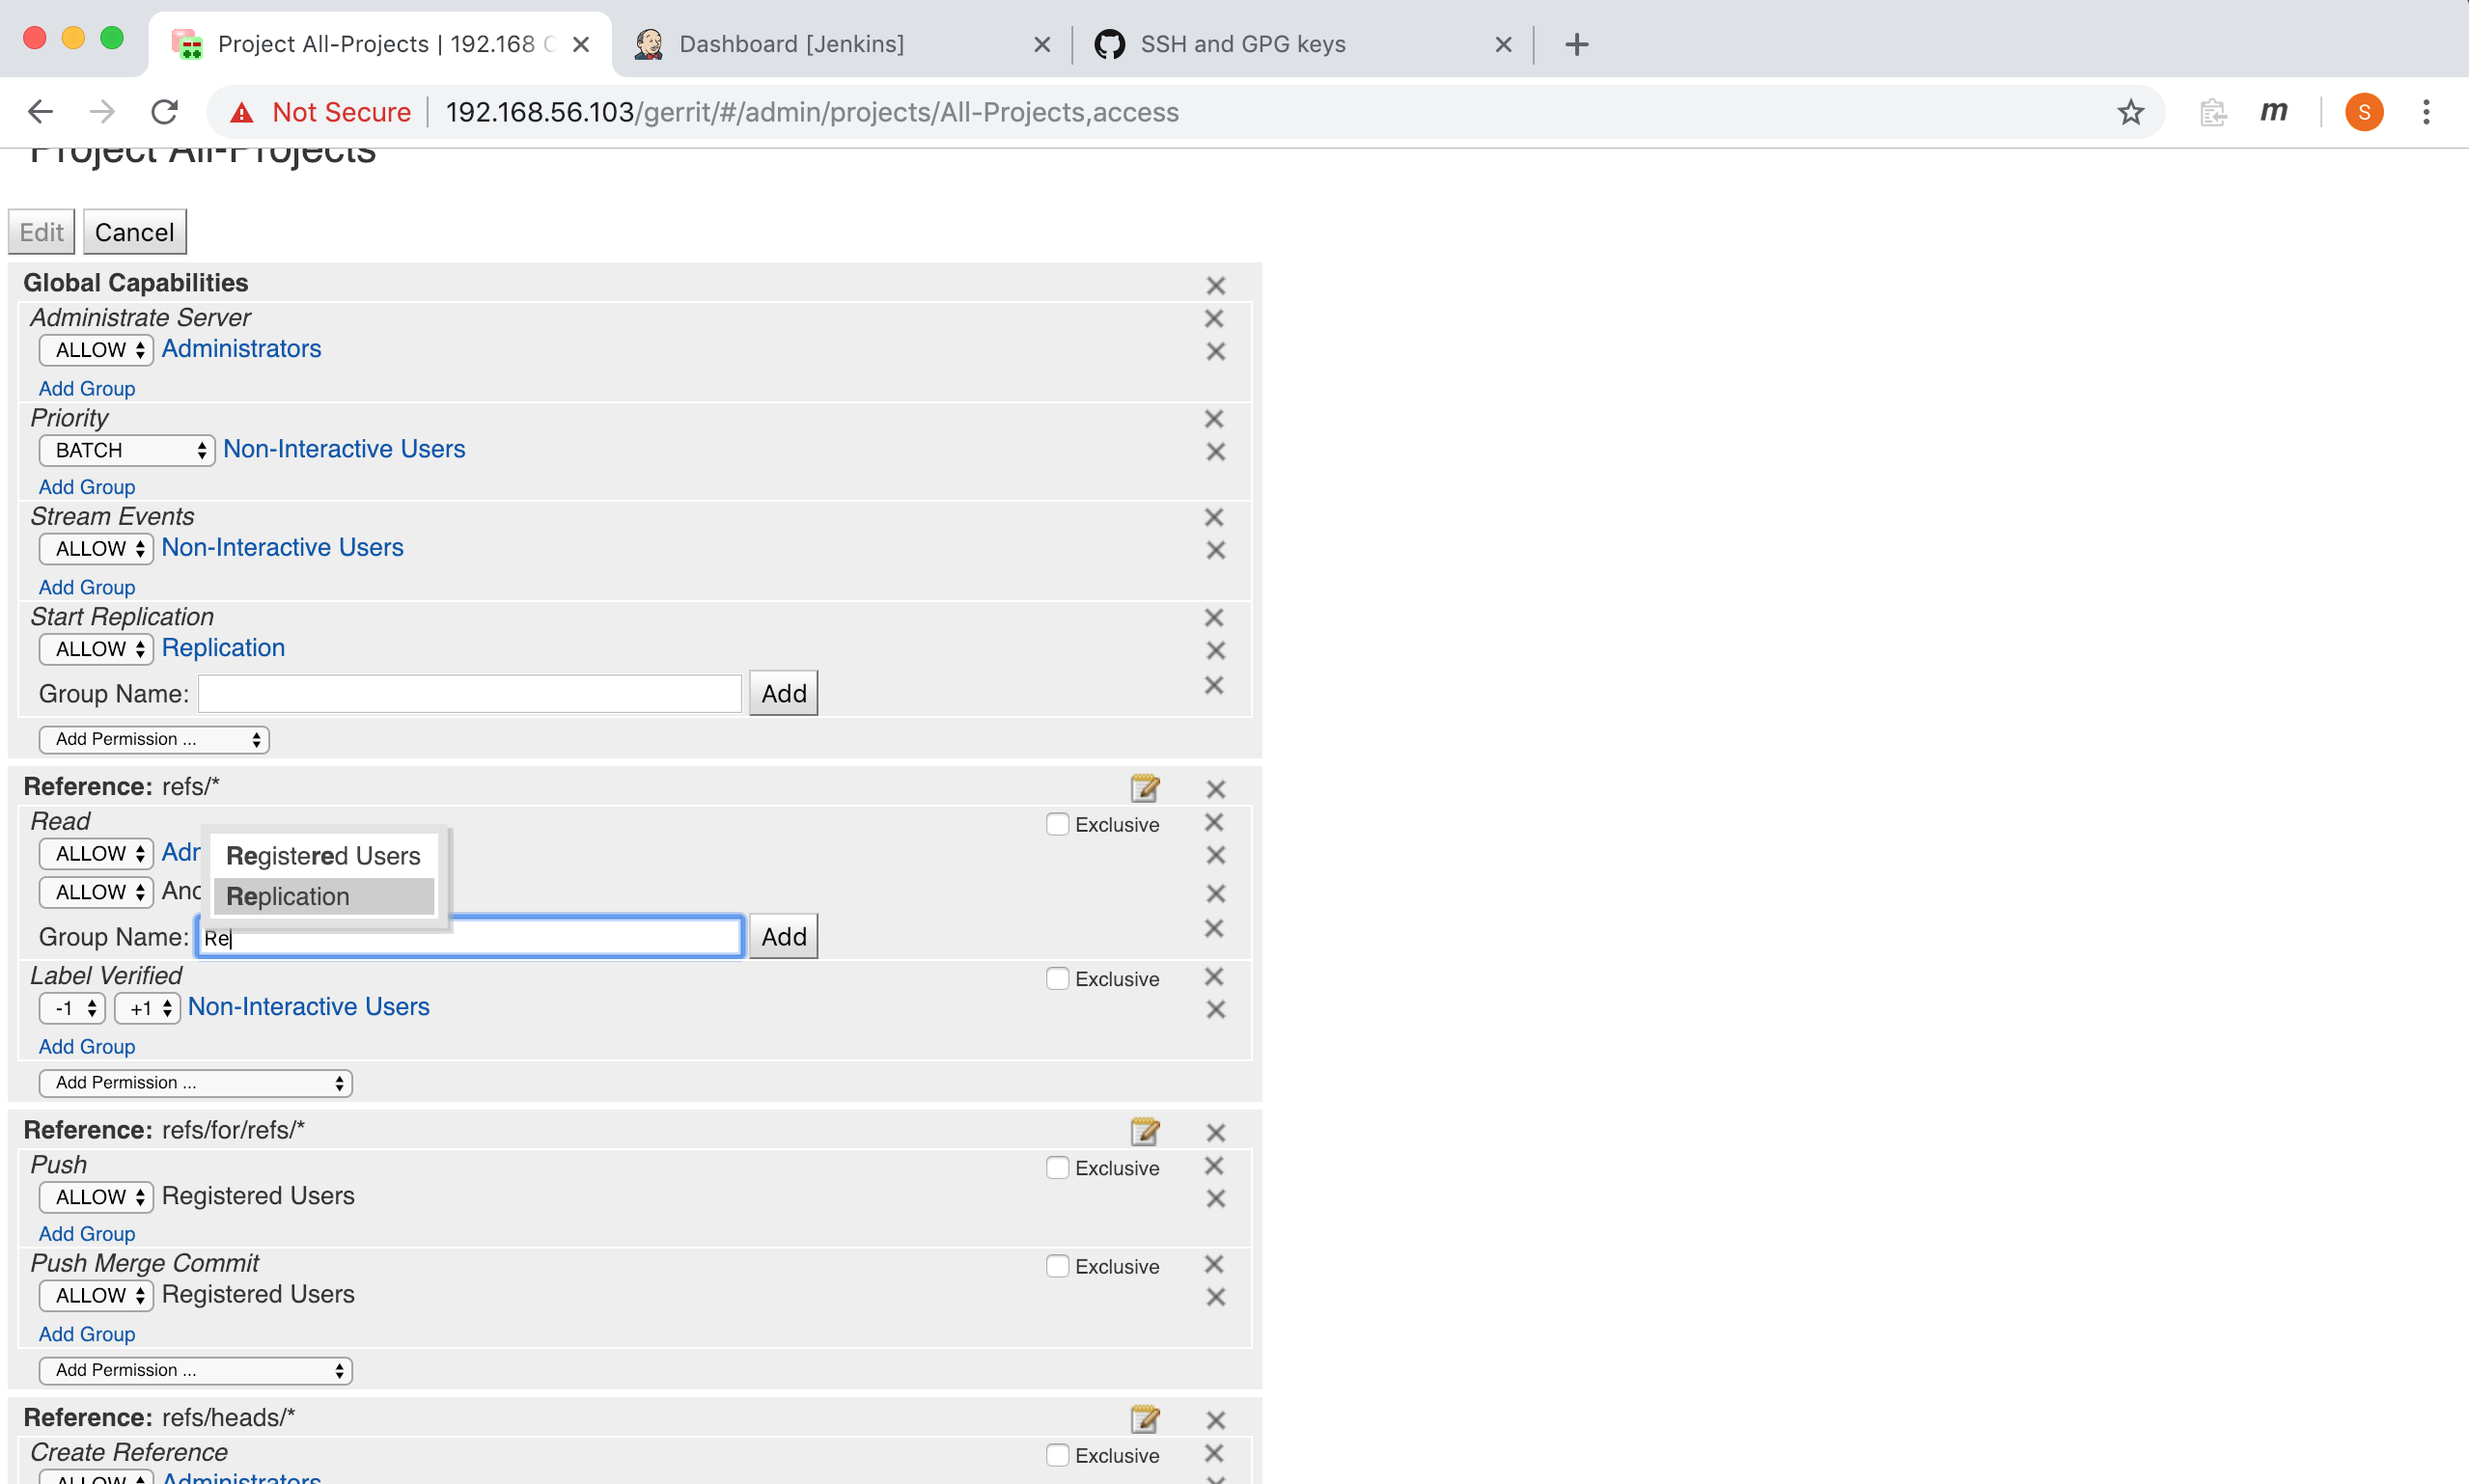 Project All-Projects | 192.168
Dashboard [Jenkins]
SSH and GPG keys
Not Secure
192.168.56.103/gerrit/#/admin/projects/All-Projects,access
m
S
Project All-Projects
Edit Cancel
Global Capabilities
Administrate Server
ALLOW Administrators
Add Group
Priority
BATCH Non-Interactive Users
Add Group
Stream Events
ALLOW Non-Interactive Users
Add Group
Start Replication
ALLOW Replication
Group Name: Add
Add Permission ...
Reference: refs/*
Read Exclusive
ALLOW Adr
Registered Users
ALLOW Ano
Replication
Group Name: Re Add
Label Verified Exclusive
-1 +1 Non-Interactive Users
Add Group
Add Permission ...
Reference: refs/for/refs/*
Push Exclusive
ALLOW Registered Users
Add Group
Push Merge Commit Exclusive
ALLOW Registered Users
Add Group
Add Permission ...
Reference: refs/heads/*
Create Reference Exclusive
ALLOW Administrators